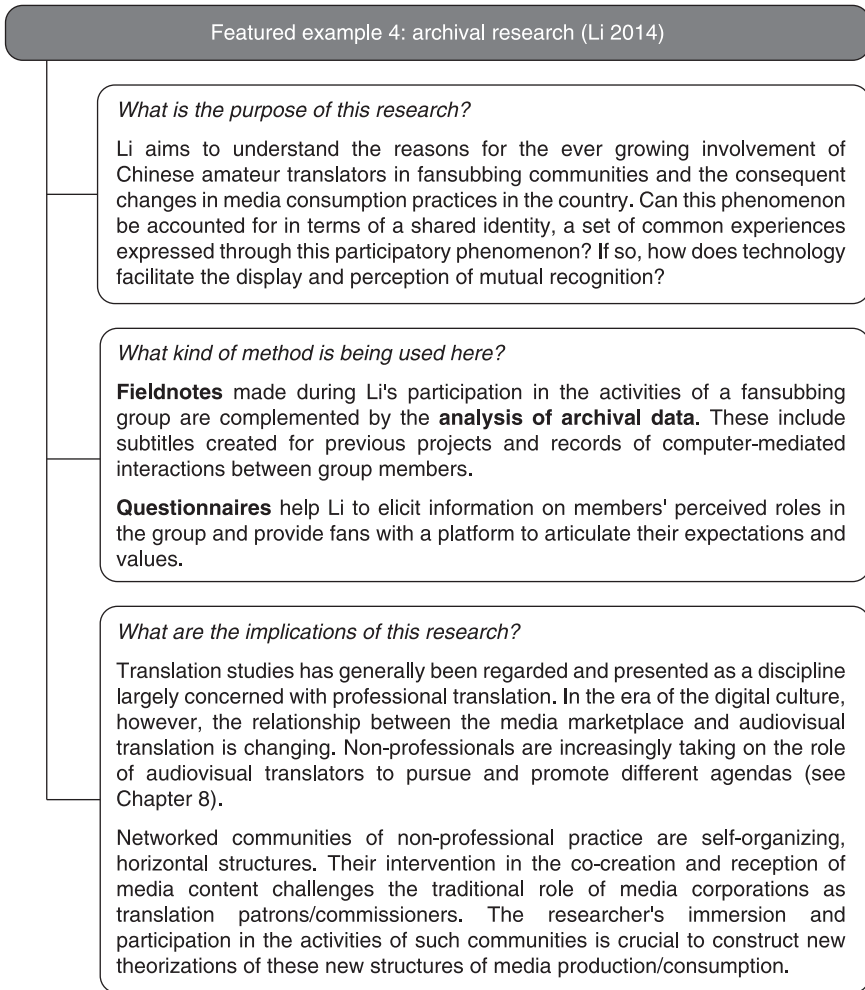 Featured example 4: archival research (Li 2014)
What is the purpose of this research?
Li aims to understand the reasons for the ever growing involvement of
Chinese amateur translators in fansubbing communities and the consequent
changes in media consumption practices in the country. Can this phenomenon
be accounted for in terms of a shared identity, a set of common experiences
expressed through this participatory phenomenon? If so, how does technology
facilitate the display and perception of mutual recognition?
What kind of method is being used here?
Fieldnotes made during Li's participation in the activities of a fansubbing
group are complemented by the analysis of archival data. These include
subtitles created for previous projects and records of computer-mediated
interactions between group members.
Questionnaires help Li to elicit information on members' perceived roles in
the group and provide fans with a platform to articulate their expectations and
values.
What are the implications of this research?
Translation studies has generally been regarded and presented as a discipline
largely concerned with professional translation. In the era of the digital culture,
however, the relationship between the media marketplace and audiovisual
translation is changing. Non-professionals are increasingly taking on the role
of audiovisual translators to pursue and promote different agendas (see
Chapter 8).
Networked communities of non-professional practice are self-organizing,
horizontal structures. Their intervention in the co-creation and reception of
media content challenges the traditional role of media corporations as
translation patrons/commissioners. The researcher's immersion and
participation in the activities of such communities is crucial to construct new
theorizations of these new structures of media production/consumption.